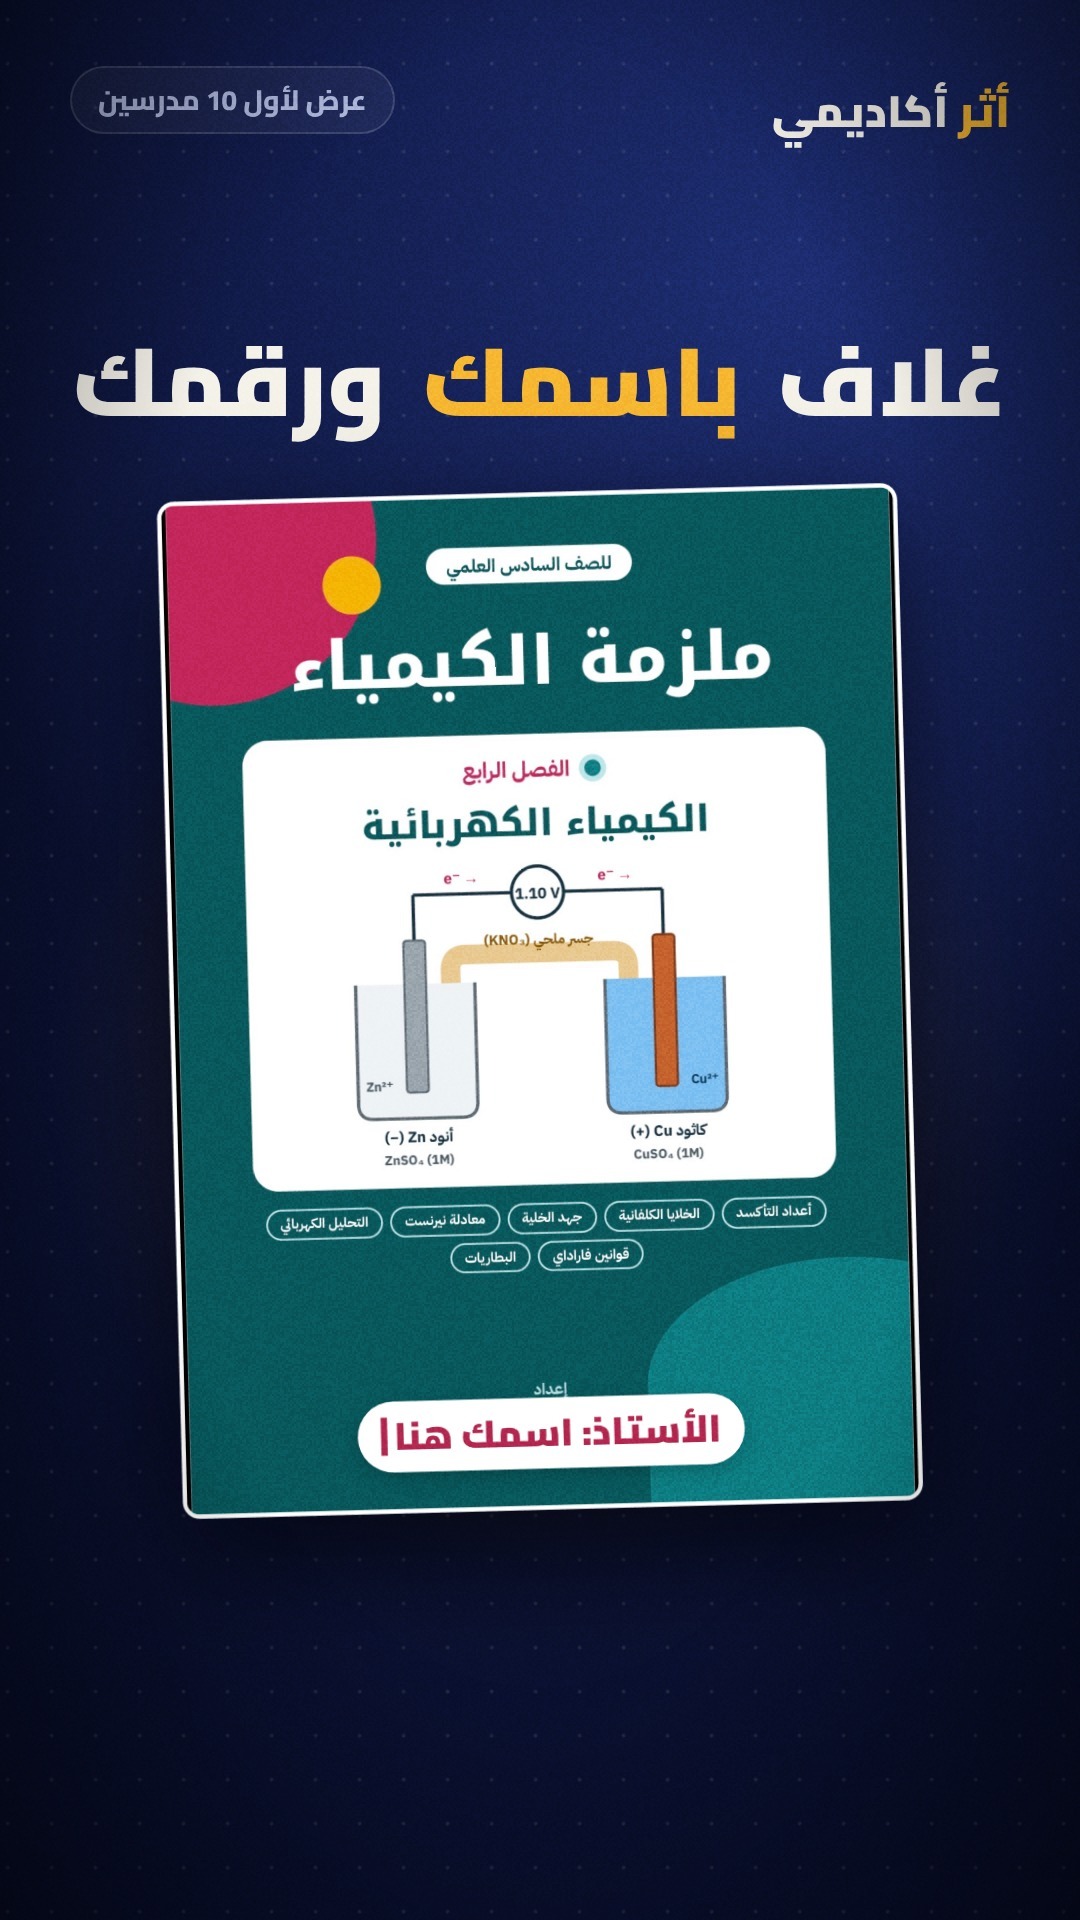 أثر أكاديمي
عرض لأول 10 مدرسين
غلاف باسمك ورقمك
للصف السادس العلمي
ملزمة الكيمياء
الفصل الرابع
الكيمياء الكهربائية
e⁻ →
1.10 V
e⁻ →
جسر ملحي (KNO₃)
Zn²⁺
Cu²⁺
كاثود Cu (+)
CuSO₄ (1M)
أنود Zn (−)
ZnSO₄ (1M)
أعداد التأكسد
الخلايا الكلفانية
جهد الخلية
معادلة نيرنست
التحليل الكهربائي
قوانين فاراداي
البطاريات
إعداد
الأستاذ: اسمك هنا|